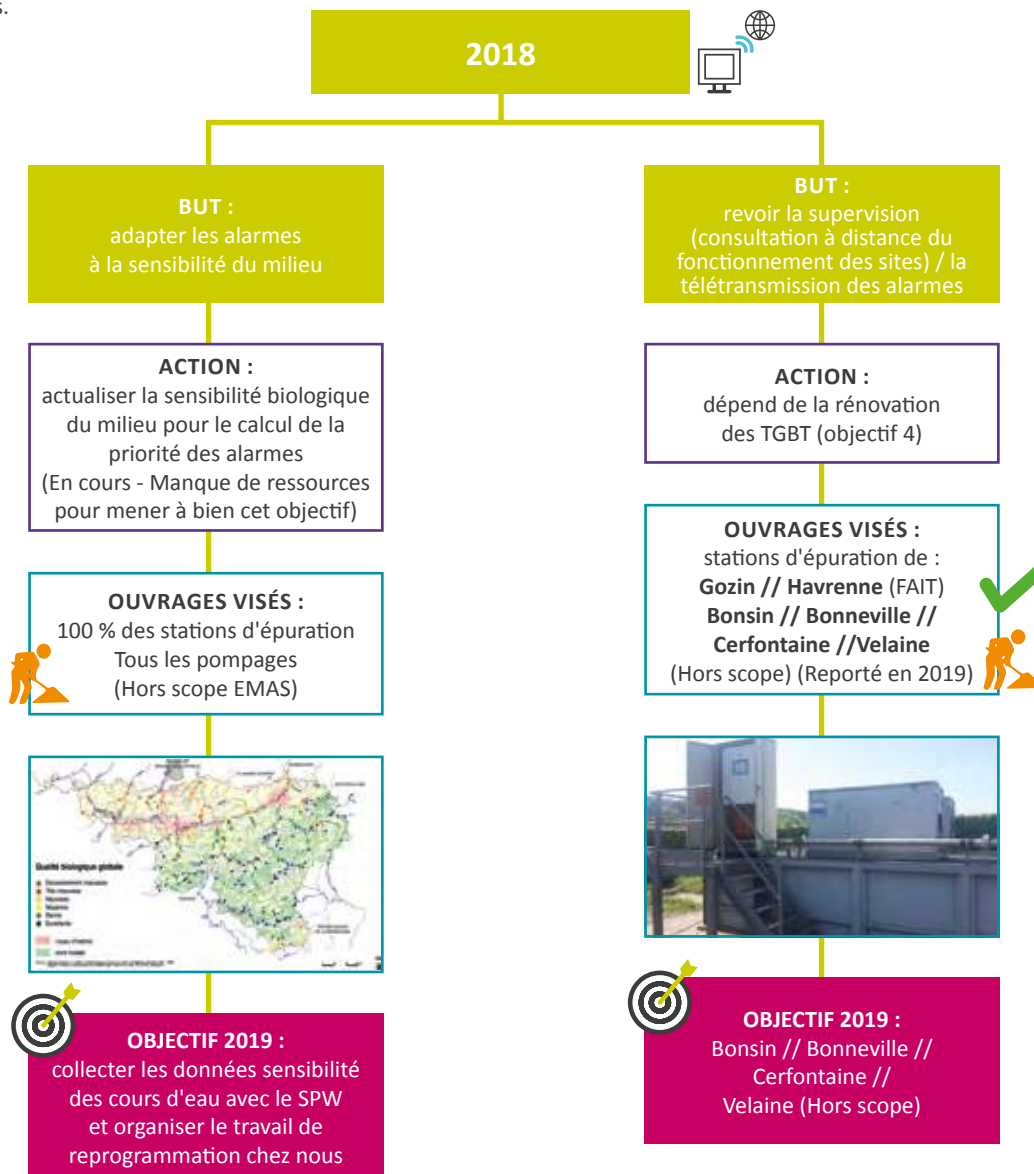 s.
2018
BUT :
adapter les alarmes
à la sensibilité du milieu
ACTION :
actualiser la sensibilité biologique
du milieu pour le calcul de la
priorité des alarmes
(En cours - Manque de ressources
pour mener à bien cet objectif)
OUVRAGES VISÉS :
100 % des stations d'épuration
Tous les pompages
(Hors scope EMAS)
Qualité biologique globale
OBJECTIF 2019 :
collecter les données sensibilité
des cours d'eau avec le SPW
et organiser le travail de
reprogrammation chez nous
BUT :
revoir la supervision
(consultation à distance du
fonctionnement des sites) / la
télétransmission des alarmes
ACTION :
dépend de la rénovation
des TGBT (objectif 4)
OUVRAGES VISÉS :
stations d'épuration de :
Gozin // Havrenne (FAIT)
Bonsin // Bonneville //
Cerfontaine //Velaine
(Hors scope) (Reporté en 2019)
OBJECTIF 2019 :
Bonsin // Bonneville //
Cerfontaine //
Velaine (Hors scope)